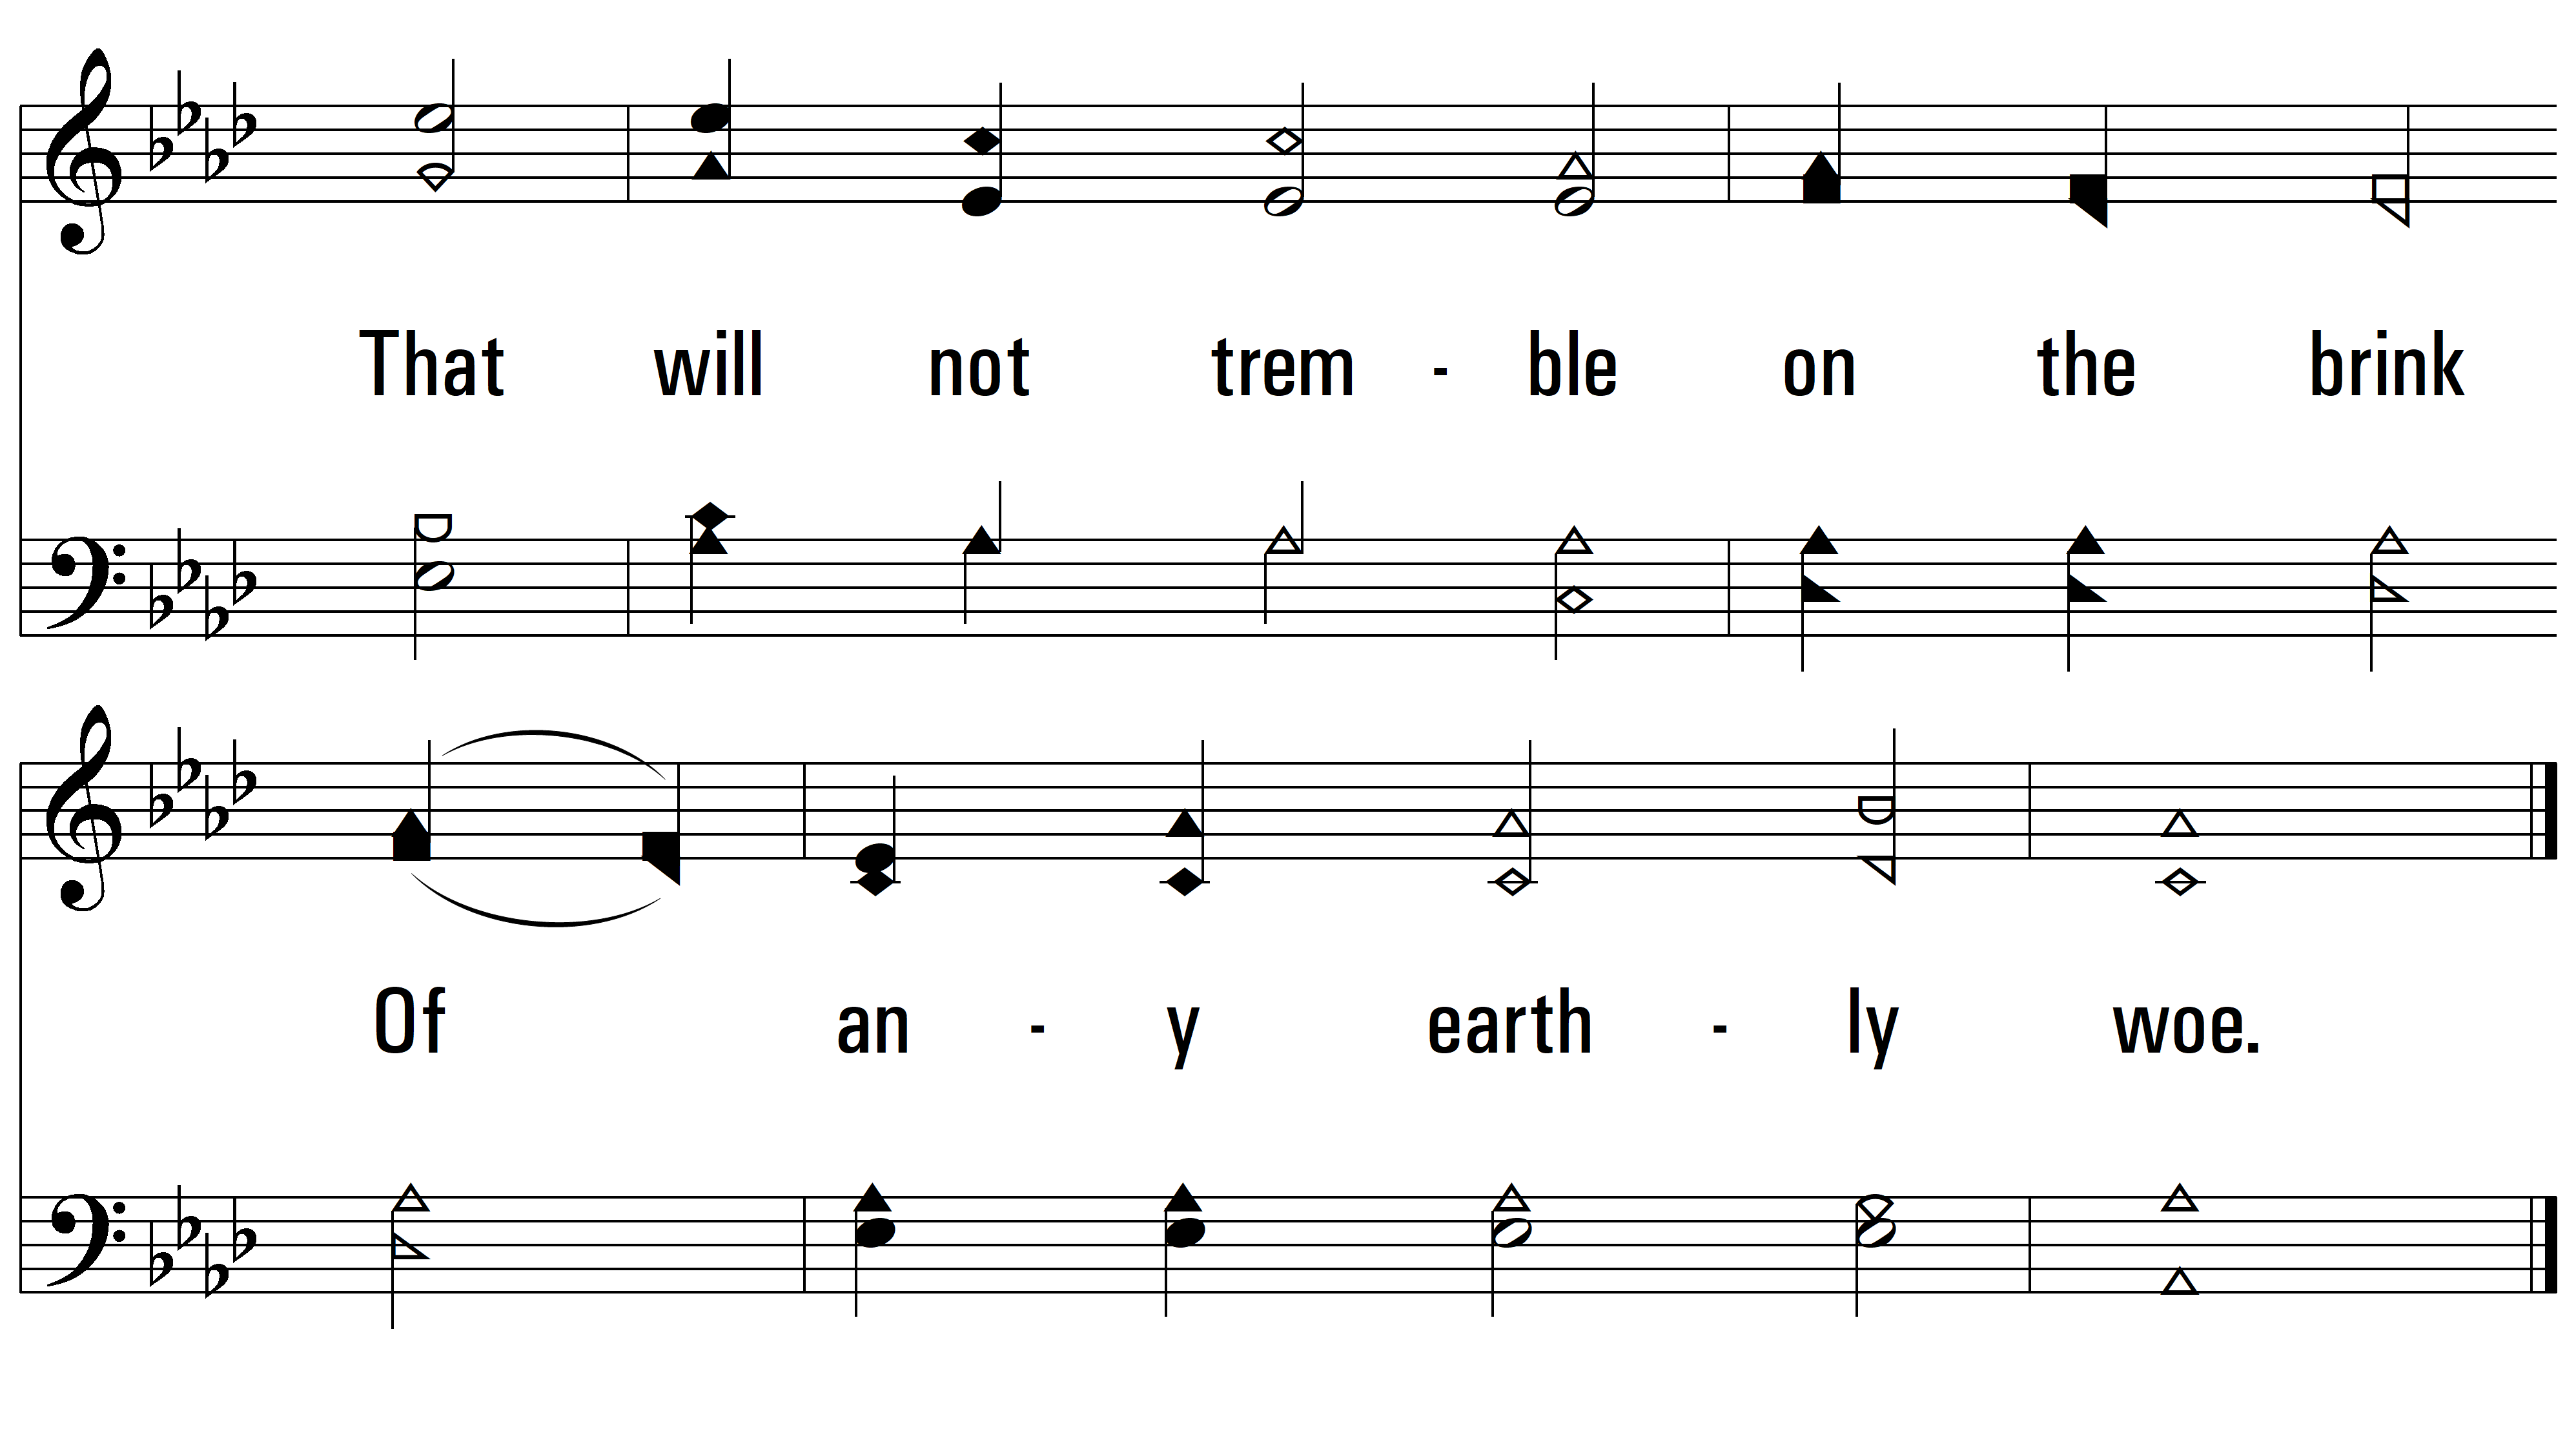 That will not trem - ble on the brink
Of an - y earth - ly woe.